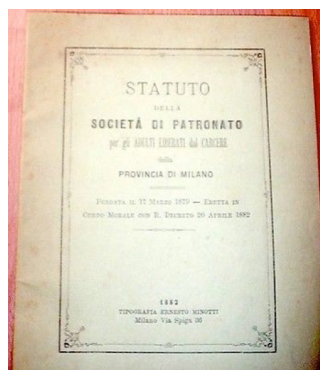 STATUTO
DELLA
SOCIETÀ DI PATRONATO
per gli ADULTI LIBERATI dal CARCERE
della
PROVINCIA DI MILANO
FONDATA IL 17 MARZO 1879 — ERETTA IN
CORPO MORALE CON R. DECRETO 20 APRILE 1882
1882
TIPOGRAFIA ERNESTO MINOTTI
Milano Via Spiga 26